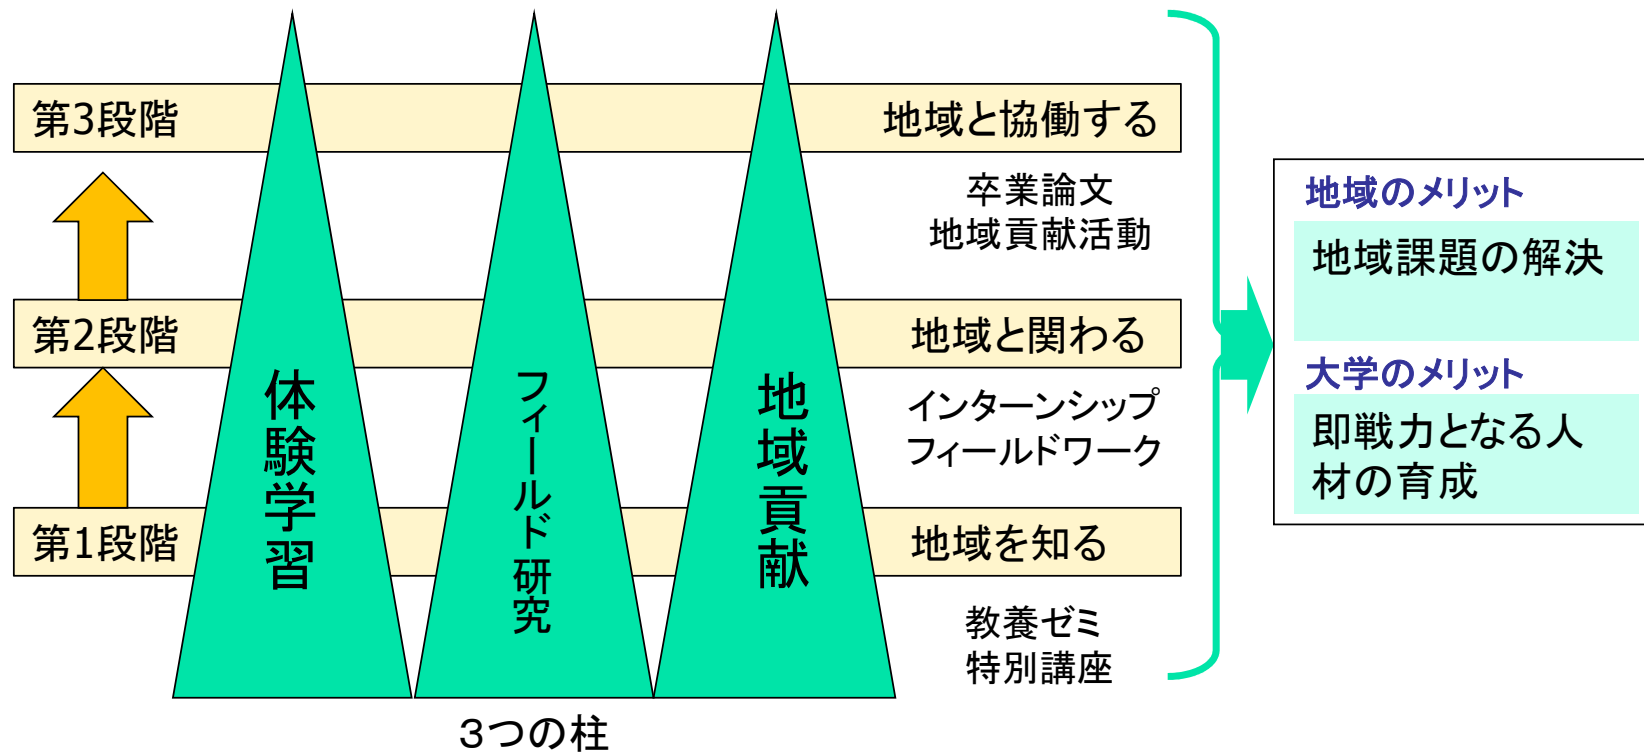 第3段階
地域と協働する
卒業論文
地域貢献活動
第2段階
地域と関わる
インターンシップ
フィールドワーク
第1段階
地域を知る
教養ゼミ
特別講座
体験学習
フィールド研究
地域貢献
３つの柱
地域のメリット
地域課題の解決
大学のメリット
即戦力となる人
材の育成